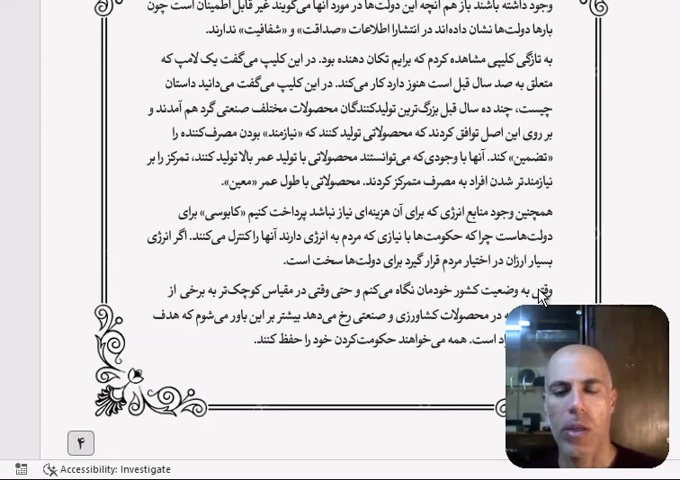 وجود داشته باشند باز هم آنچه این دولت‌ها در مورد آنها می‌گویند غیر قابل اطمینان است چون
بارها دولت‌ها نشان داده‌اند در انتشارا اطلاعات «صداقت» و «شفافیت» ندارند.
به تازگی کلیپی مشاهده کردم که برایم تکان دهنده بود. در این کلیپ می‌گفت یک لامپ که
متعلق به صد سال قبل است هنوز دارد کار می‌کند. در این کلیپ می‌گفت می‌دانید داستان
چیست، چند ده سال قبل بزرگ‌ترین تولیدکنندگان محصولات مختلف صنعتی گرد هم آمدند و
بر روی این اصل توافق کردند که محصولاتی تولید کنند که «نیازمند» بودن مصرف‌کننده را
«تضمین» کند. آنها با وجودی‌که می‌توانستند محصولاتی با تولید عمر بالا تولید کنند، تمرکز را بر
نیازمندتر شدن افراد به مصرف متمرکز کردند. محصولاتی با طول عمر «معین».
همچنین وجود منابع انرژی که برای آن هزینه‌ای نیاز نباشد پرداخت کنیم «کابوسی» برای
دولت‌هاست چرا که حکومت‌ها با نیازی که مردم به انرژی دارند آنها را کنترل می‌کنند. اگر انرژی
بسیار ارزان در اختیار مردم قرار گیرد برای دولت‌ها سخت است.
وقتی به وضعیت کشور خودمان نگاه می‌کنم و حتی وقتی در مقیاس کوچک‌تر به برخی از
در محصولات کشاورزی و صنعتی رخ می‌دهد بیشتر بر این باور می‌شوم که هدف
است. همه می‌خواهند حکومت‌کردن خود را حفظ کنند.
۴
Accessibility: Investigate